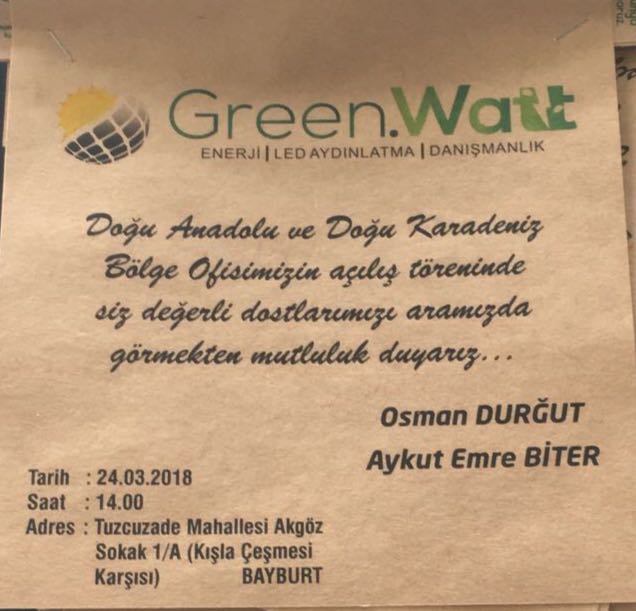 Green.Watt
ENERJİ | LED AYDINLATMA | DANIŞMANLIK
Doğu Anadolu ve Doğu Karadeniz
Bölge Ofisimizin açılış töreninde
siz değerli dostlarımızı aramızda
görmekten mutluluk duyarız...
Osman DURĞUT
Aykut Emre BİTER
Tarih : 24.03.2018
Saat : 14.00
Adres : Tuzcuzade Mahallesi Akgöz
Sokak 1/A (Kışla Çeşmesi
Karşısı) BAYBURT